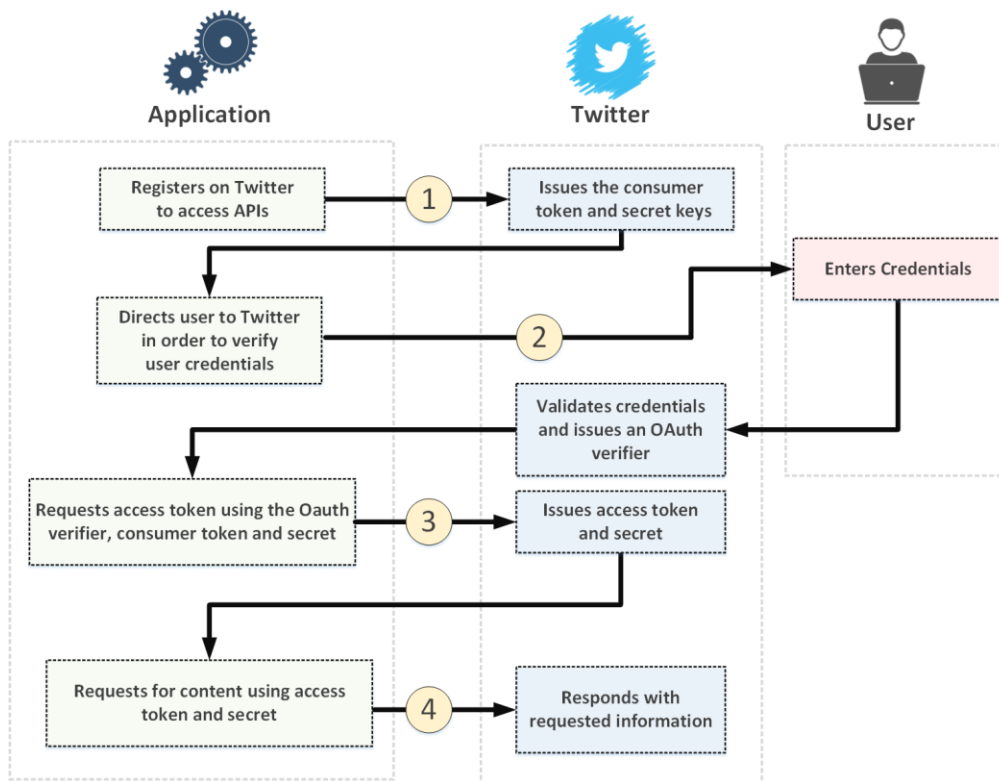 Application
Twitter
User
Registers on Twitter
to access APIs
1
Issues the consumer
token and secret keys
Enters Credentials
Directs user to Twitter
in order to verify
user credentials
2
Validates credentials
and issues an OAuth
verifier
Requests access token using the Oauth
verifier, consumer token and secret
3
Issues access token
and secret
Requests for content using access
token and secret
4
Responds with
requested information